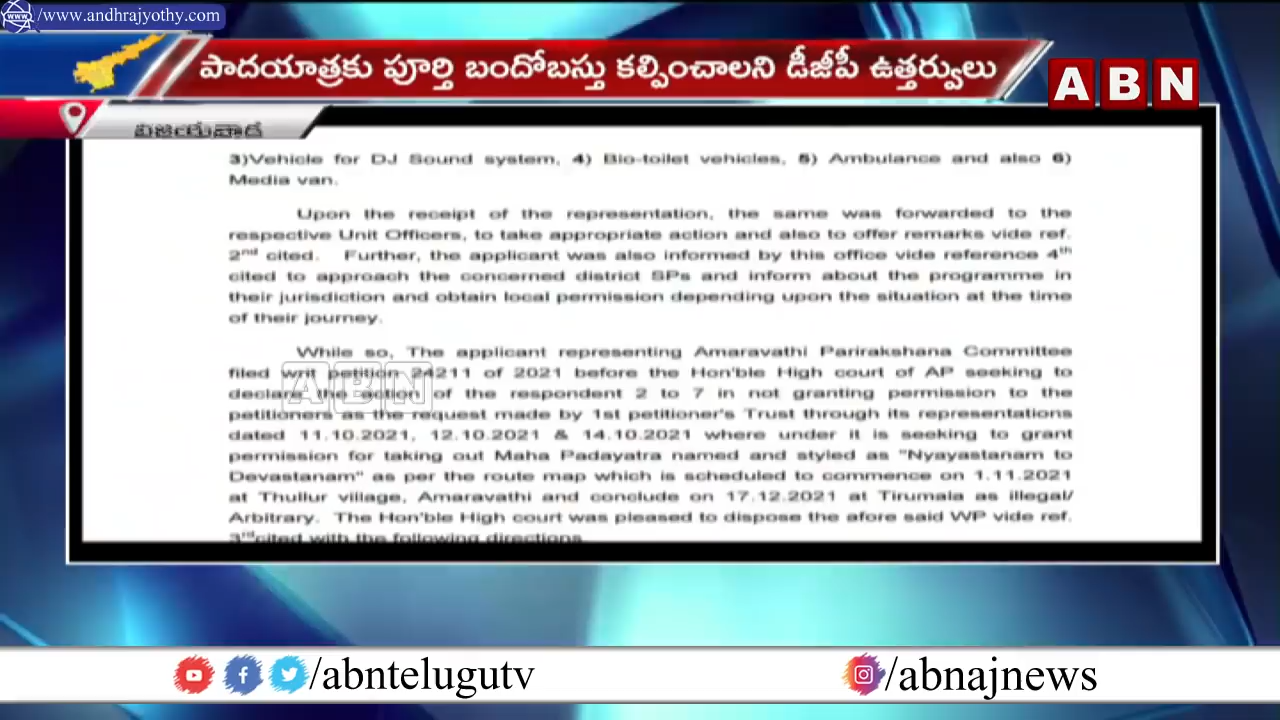 //www.andhrajyothy.com
పాదయాత్రకు పూర్తి బందోబస్తు కల్పించాలని డీజీపీ ఉత్తర్వులు
ABN
విజయవాడ
3)Vehicle for DJ Sound system, 4) Bio-toilet vehicles, 5) Ambulance and also 6)
Media van.
Upon the receipt of the representation, the same was forwarded to the
respective Unit Officers, to take appropriate action and also to offer remarks vide ref.
2nd cited. Further, the applicant was also informed by this office vide reference 4th
cited to approach the concerned district SPs and inform about the programme in
their jurisdiction and obtain local permission depending upon the situation at the time
of their journey.
While so, The applicant representing Amaravathi Parirakshana Committee
filed writ petition 24211 of 2021 before the Hon'ble High court of AP seeking to
declare the action of the respondent 2 to 7 in not granting permission to the
petitioners as the request made by 1st petitioner's Trust through its representations
dated 11.10.2021, 12.10.2021 & 14.10.2021 where under it is seeking to grant
permission for taking out Maha Padayatra named and styled as "Nyayastanam to
Devastanam" as per the route map which is scheduled to commence on 1.11.2021
at Thullur village, Amaravathi and conclude on 17.12.2021 at Tirumala as illegal/
Arbitrary. The Hon'ble High court was pleased to dispose the afore said WP vide ref.
3rd cited with the following directions
ABN
/abntelugutv
/abnajnews